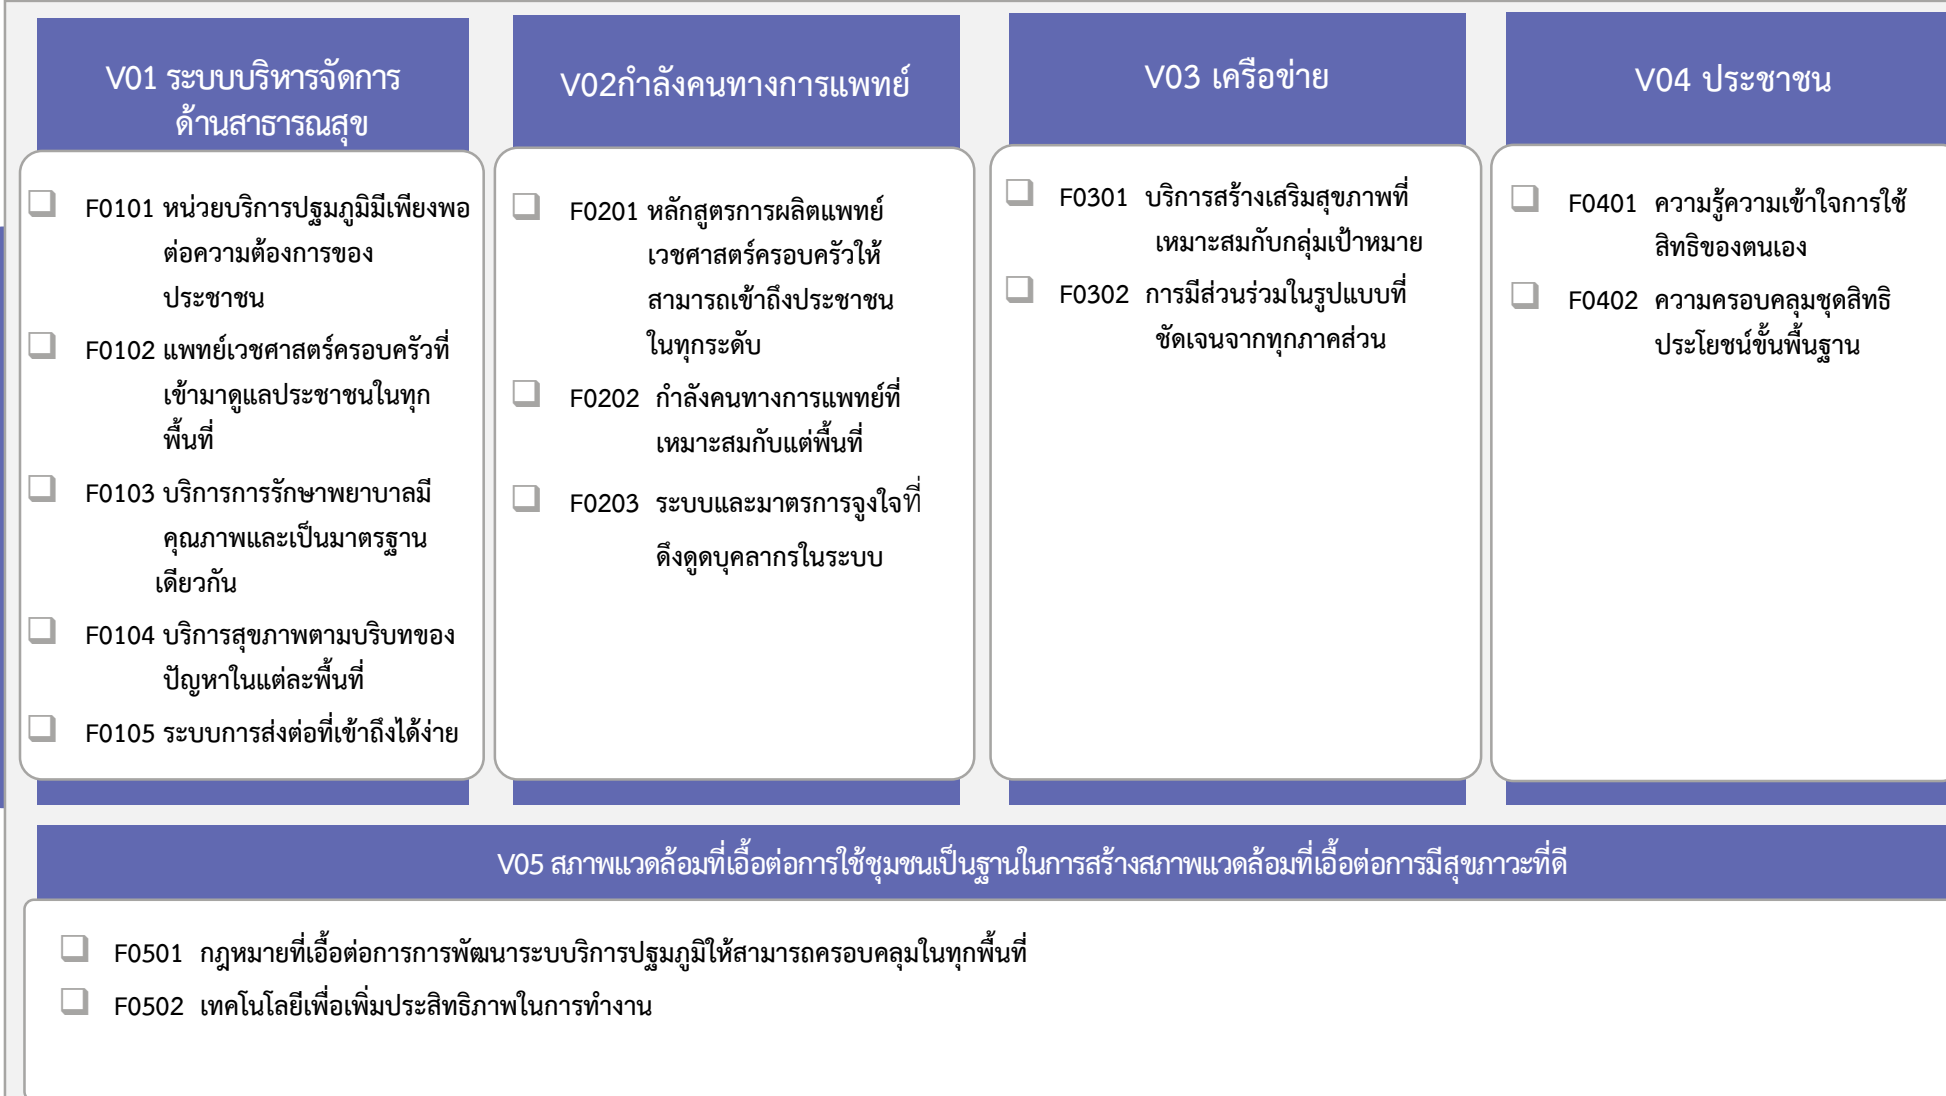 V01 ระบบบริหารจัดการ
ด้านสาธารณสุข
F0101 หน่วยบริการปฐมภูมิมีเพียงพอ
ต่อความต้องการของ
ประชาชน
F0102 แพทย์เวชศาสตร์ครอบครัวที่
เข้ามาดูแลประชาชนในทุก
พื้นที่
F0103 บริการการรักษาพยาบาลมี
คุณภาพและเป็นมาตรฐาน
เดียวกัน
F0104 บริการสุขภาพตามบริบทของ
ปัญหาในแต่ละพื้นที่
F0105 ระบบการส่งต่อที่เข้าถึงได้ง่าย
V02กำลังคนทางการแพทย์
F0201 หลักสูตรการผลิตแพทย์
เวชศาสตร์ครอบครัวให้
สามารถเข้าถึงประชาชน
ในทุกระดับ
F0202 กำลังคนทางการแพทย์ที่
เหมาะสมกับแต่พื้นที่
F0203 ระบบและมาตรการจูงใจที่
ดึงดูดบุคลากรในระบบ
V03 เครือข่าย
F0301 บริการสร้างเสริมสุขภาพที่
เหมาะสมกับกลุ่มเป้าหมาย
F0302 การมีส่วนร่วมในรูปแบบที่
ชัดเจนจากทุกภาคส่วน
V04 ประชาชน
F0401 ความรู้ความเข้าใจการใช้
สิทธิของตนเอง
F0402 ความครอบคลุมชุดสิทธิ
ประโยชน์ขั้นพื้นฐาน
V05 สภาพแวดล้อมที่เอื้อต่อการใช้ชุมชนเป็นฐานในการสร้างสภาพแวดล้อมที่เอื้อต่อการมีสุขภาวะที่ดี
F0501 กฎหมายที่เอื้อต่อการการพัฒนาระบบบริการปฐมภูมิให้สามารถครอบคลุมในทุกพื้นที่
F0502 เทคโนโลยีเพื่อเพิ่มประสิทธิภาพในการทำงาน